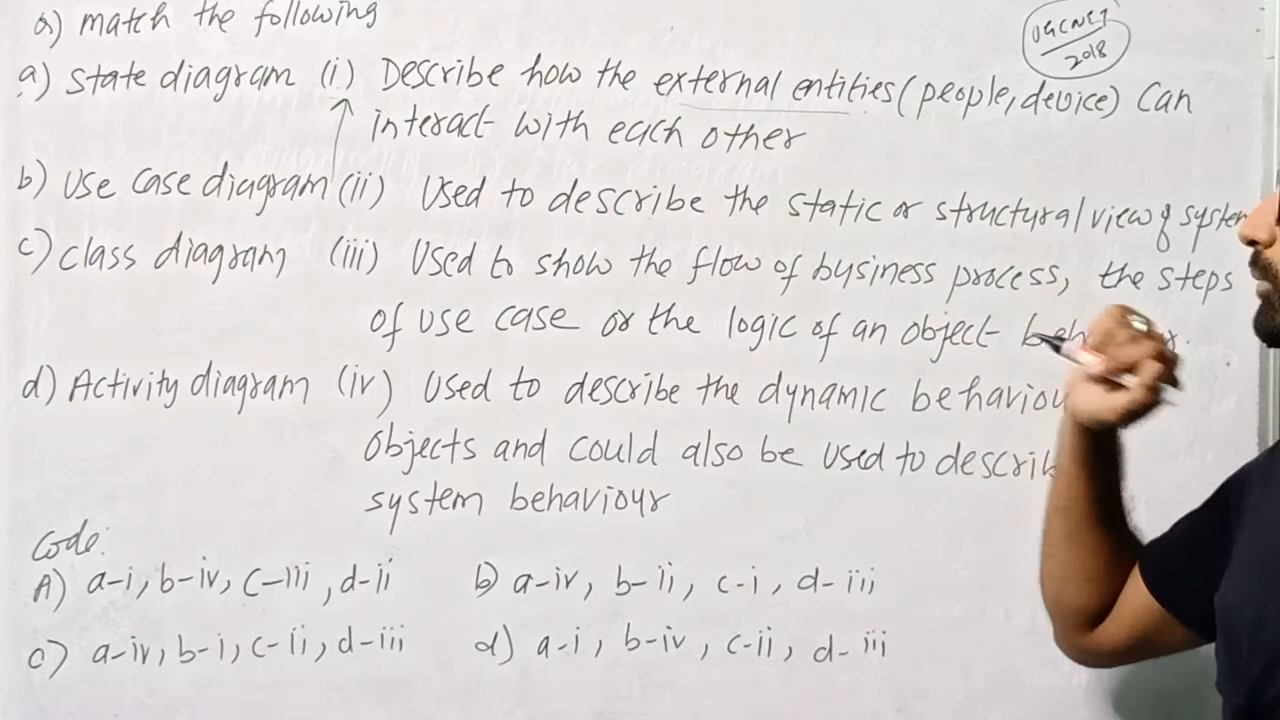 Q) match the following
UGCNET
2018
a) State diagram (i) Describe how the external entities (people, device) can
interact with each other
b) Use case diagram (ii) Used to describe the static or structural view of system
c) class diagram (iii) Used to show the flow of bysiness process, the steps
of use case or the logic of an object
d) Activity diagram (iv) Used to describe the dynamic
objects and could also be used to
system behaviour
Code:
A) a-i, b-iv, c-iii, d-ii b) a-iv, b-ii, c-i, d-iii
c) a-iv, b-i, c-ii, d-iii d) a-i, b-iv, c-ii, d-iii